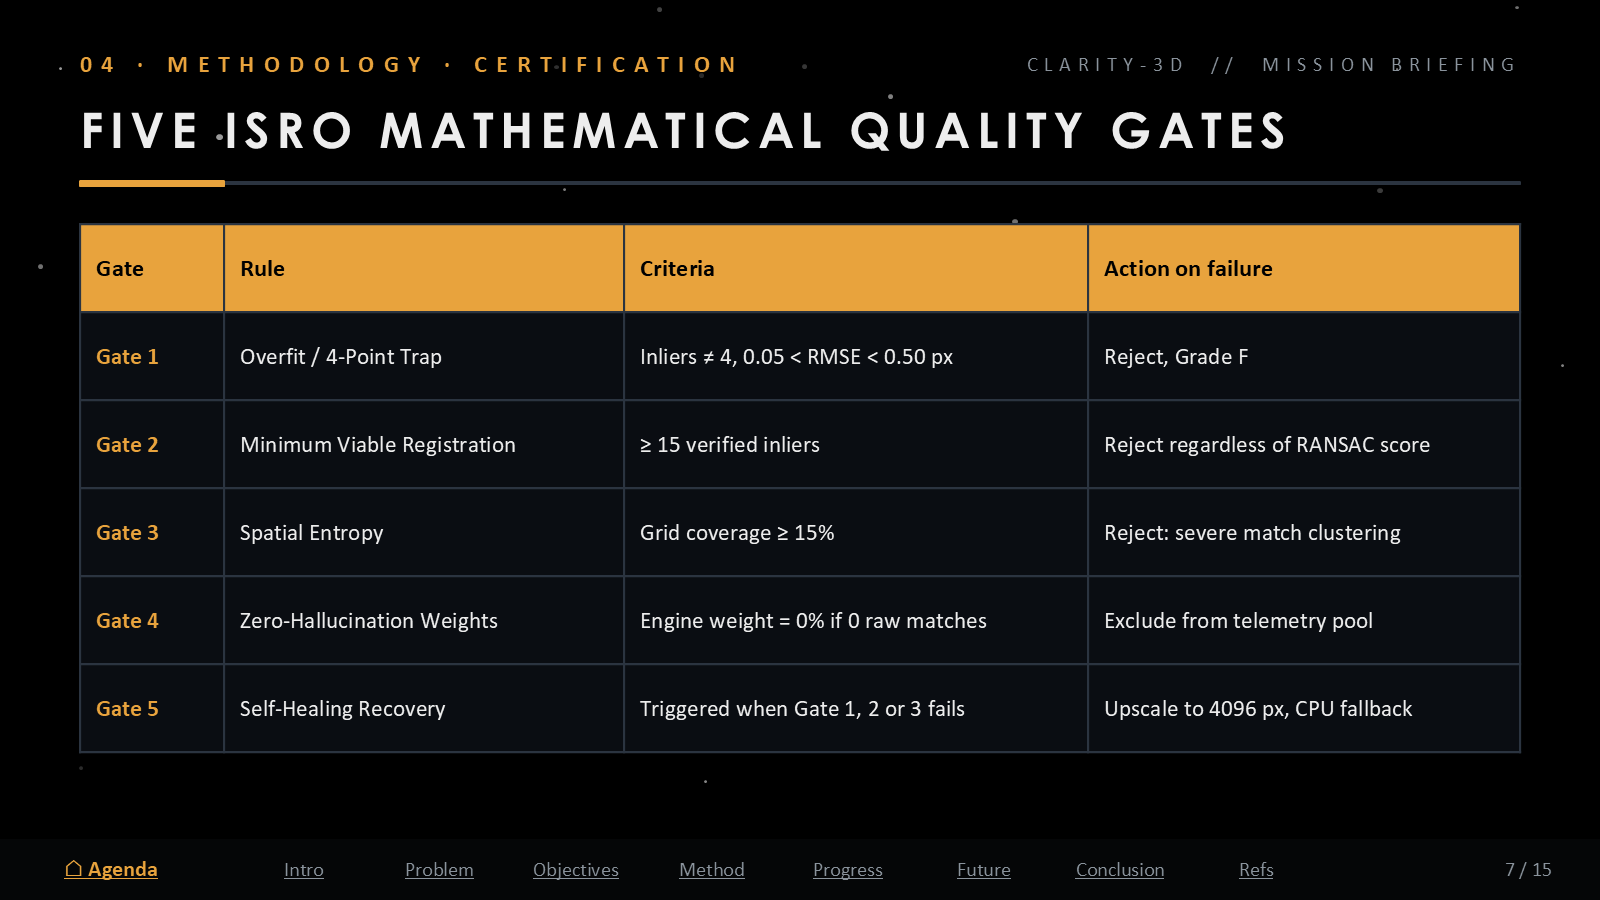 04 · METHODOLOGY · CERTIFICATION
CLARITY-3D // MISSION BRIEFING
FIVE ISRO MATHEMATICAL QUALITY GATES
Gate Rule Criteria Action on failure
Gate 1 Overfit / 4-Point Trap Inliers ≠ 4, 0.05 < RMSE < 0.50 px Reject, Grade F
Gate 2 Minimum Viable Registration ≥ 15 verified inliers Reject regardless of RANSAC score
Gate 3 Spatial Entropy Grid coverage ≥ 15% Reject: severe match clustering
Gate 4 Zero-Hallucination Weights Engine weight = 0% if 0 raw matches Exclude from telemetry pool
Gate 5 Self-Healing Recovery Triggered when Gate 1, 2 or 3 fails Upscale to 4096 px, CPU fallback
⌂ Agenda Intro Problem Objectives Method Progress Future Conclusion Refs 7 / 15